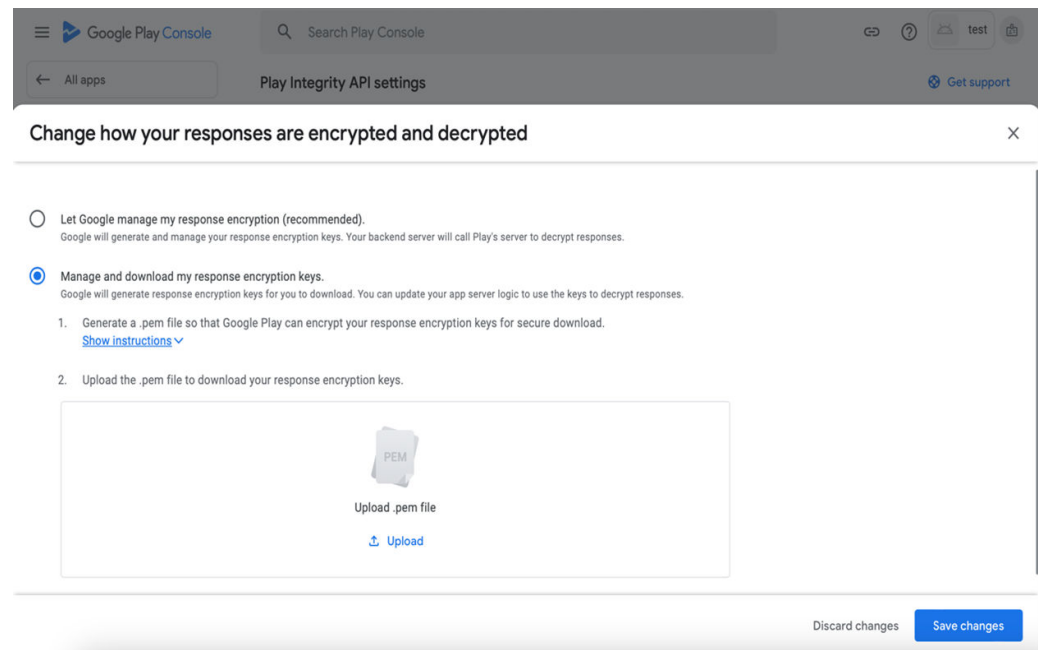 Google Play Console
Search Play Console
test
All apps
Play Integrity API settings
Get support
Change how your responses are encrypted and decrypted
Let Google manage my response encryption (recommended).
Google will generate and manage your response encryption keys. Your backend server will call Play's server to decrypt responses.
Manage and download my response encryption keys.
Google will generate response encryption keys for you to download. You can update your app server logic to use the keys to decrypt responses.
1. Generate a .pem file so that Google Play can encrypt your response encryption keys for secure download.
Show instructions
2. Upload the .pem file to download your response encryption keys.
PEM
Upload .pem file
Upload
Discard changes
Save changes